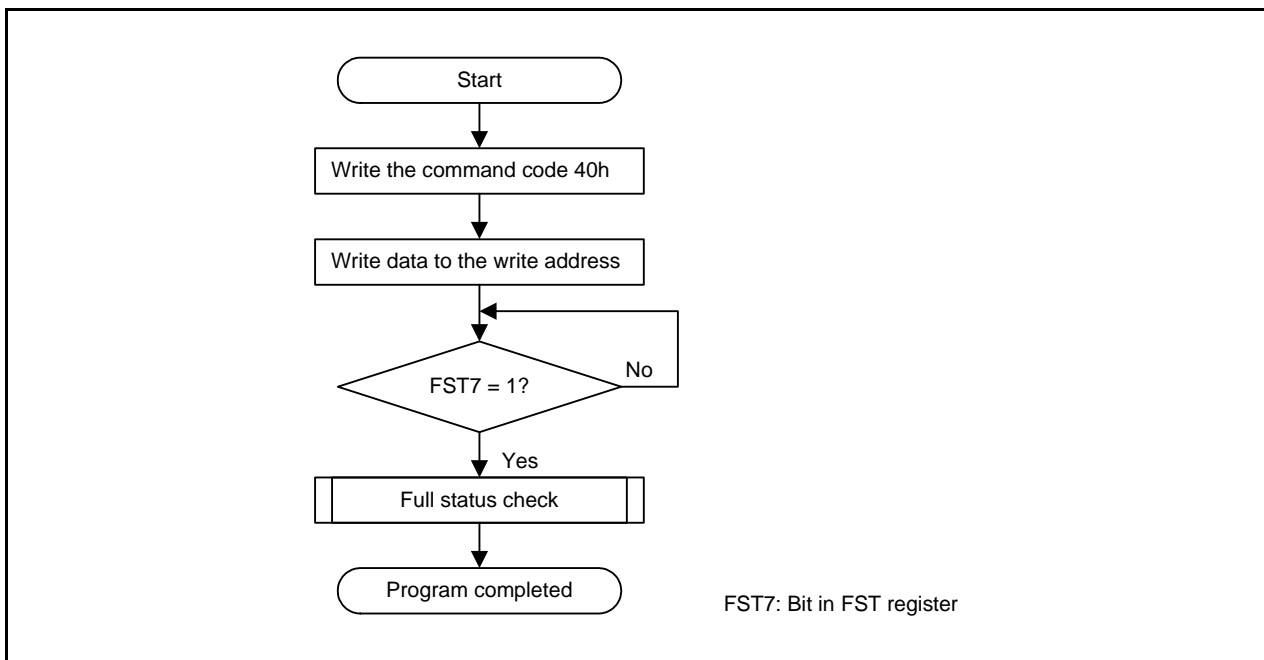 Start
Write the command code 40h
Write data to the write address
FST7 = 1?
No
Yes
Full status check
Program completed
FST7: Bit in FST register